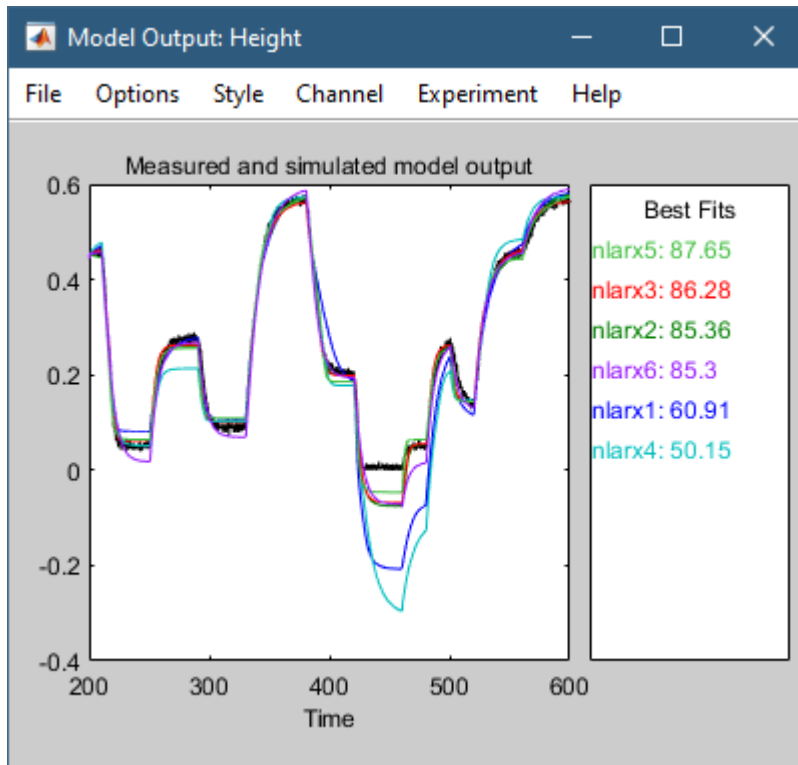 Model Output: Height
File Options Style Channel Experiment Help
Measured and simulated model output
0.6
0.4
0.2
0
-0.2
-0.4
200 300 400 500 600
Time
Best Fits
nlarx5: 87.65
nlarx3: 86.28
nlarx2: 85.36
nlarx6: 85.3
nlarx1: 60.91
nlarx4: 50.15